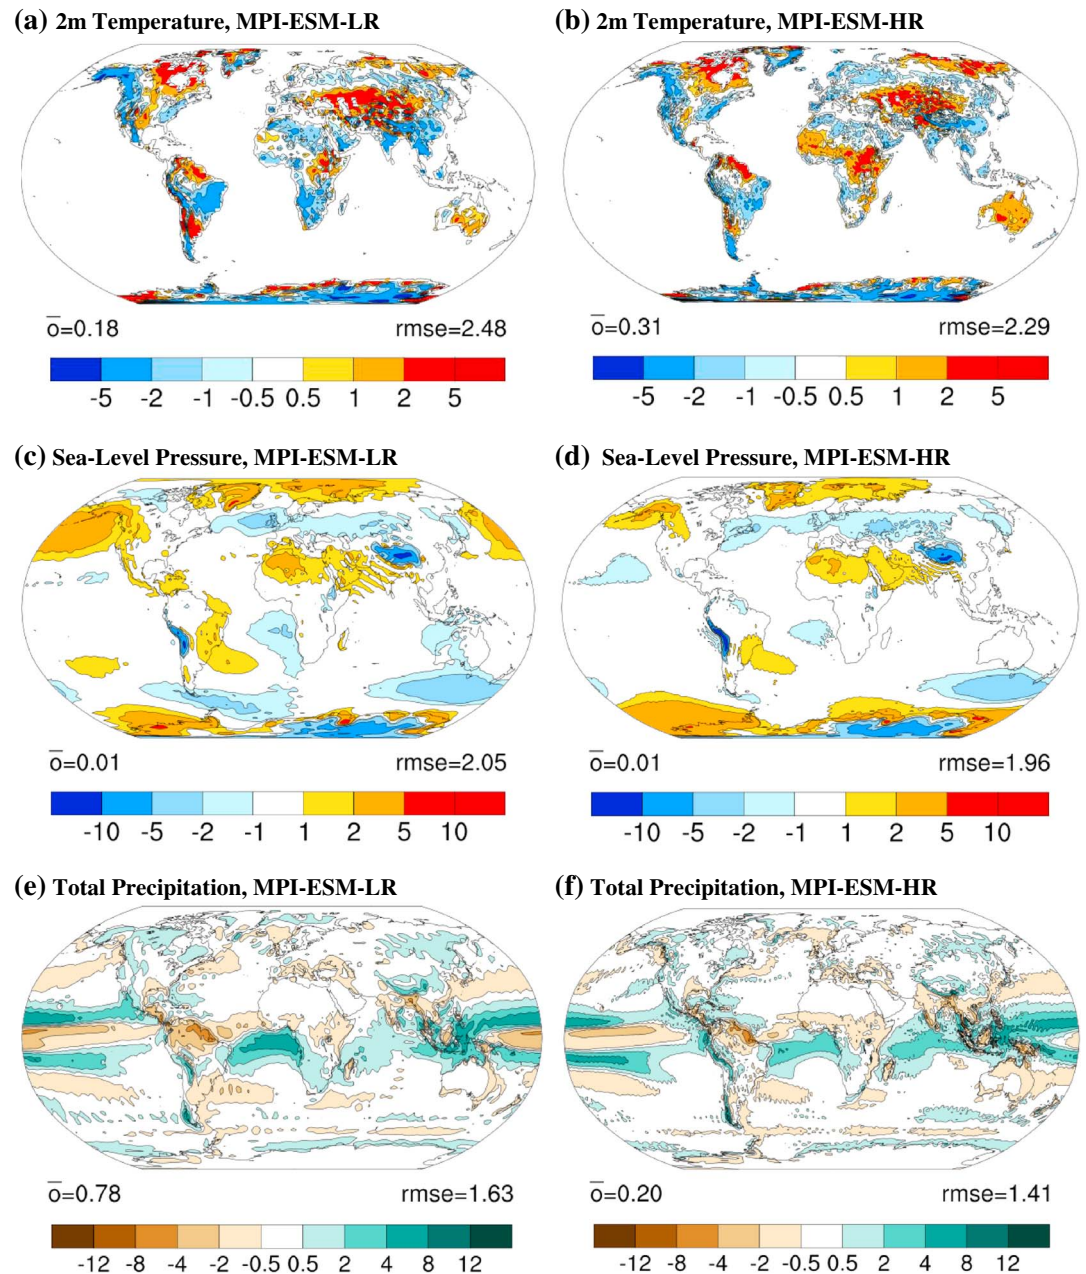 (a) 2m Temperature, MPI-ESM-LR
(b) 2m Temperature, MPI-ESM-HR
o=0.18 rmse=2.48
o=0.31 rmse=2.29
-5 -2 -1 -0.5 0.5 1 2 5
-5 -2 -1 -0.5 0.5 1 2 5
(c) Sea-Level Pressure, MPI-ESM-LR
(d) Sea-Level Pressure, MPI-ESM-HR
o=0.01 rmse=2.05
o=0.01 rmse=1.96
-10 -5 -2 -1 1 2 5 10
-10 -5 -2 -1 1 2 5 10
(e) Total Precipitation, MPI-ESM-LR
(f) Total Precipitation, MPI-ESM-HR
o=0.78 rmse=1.63
o=0.20 rmse=1.41
-12 -8 -4 -2 -0.5 0.5 2 4 8 12
-12 -8 -4 -2 -0.5 0.5 2 4 8 12